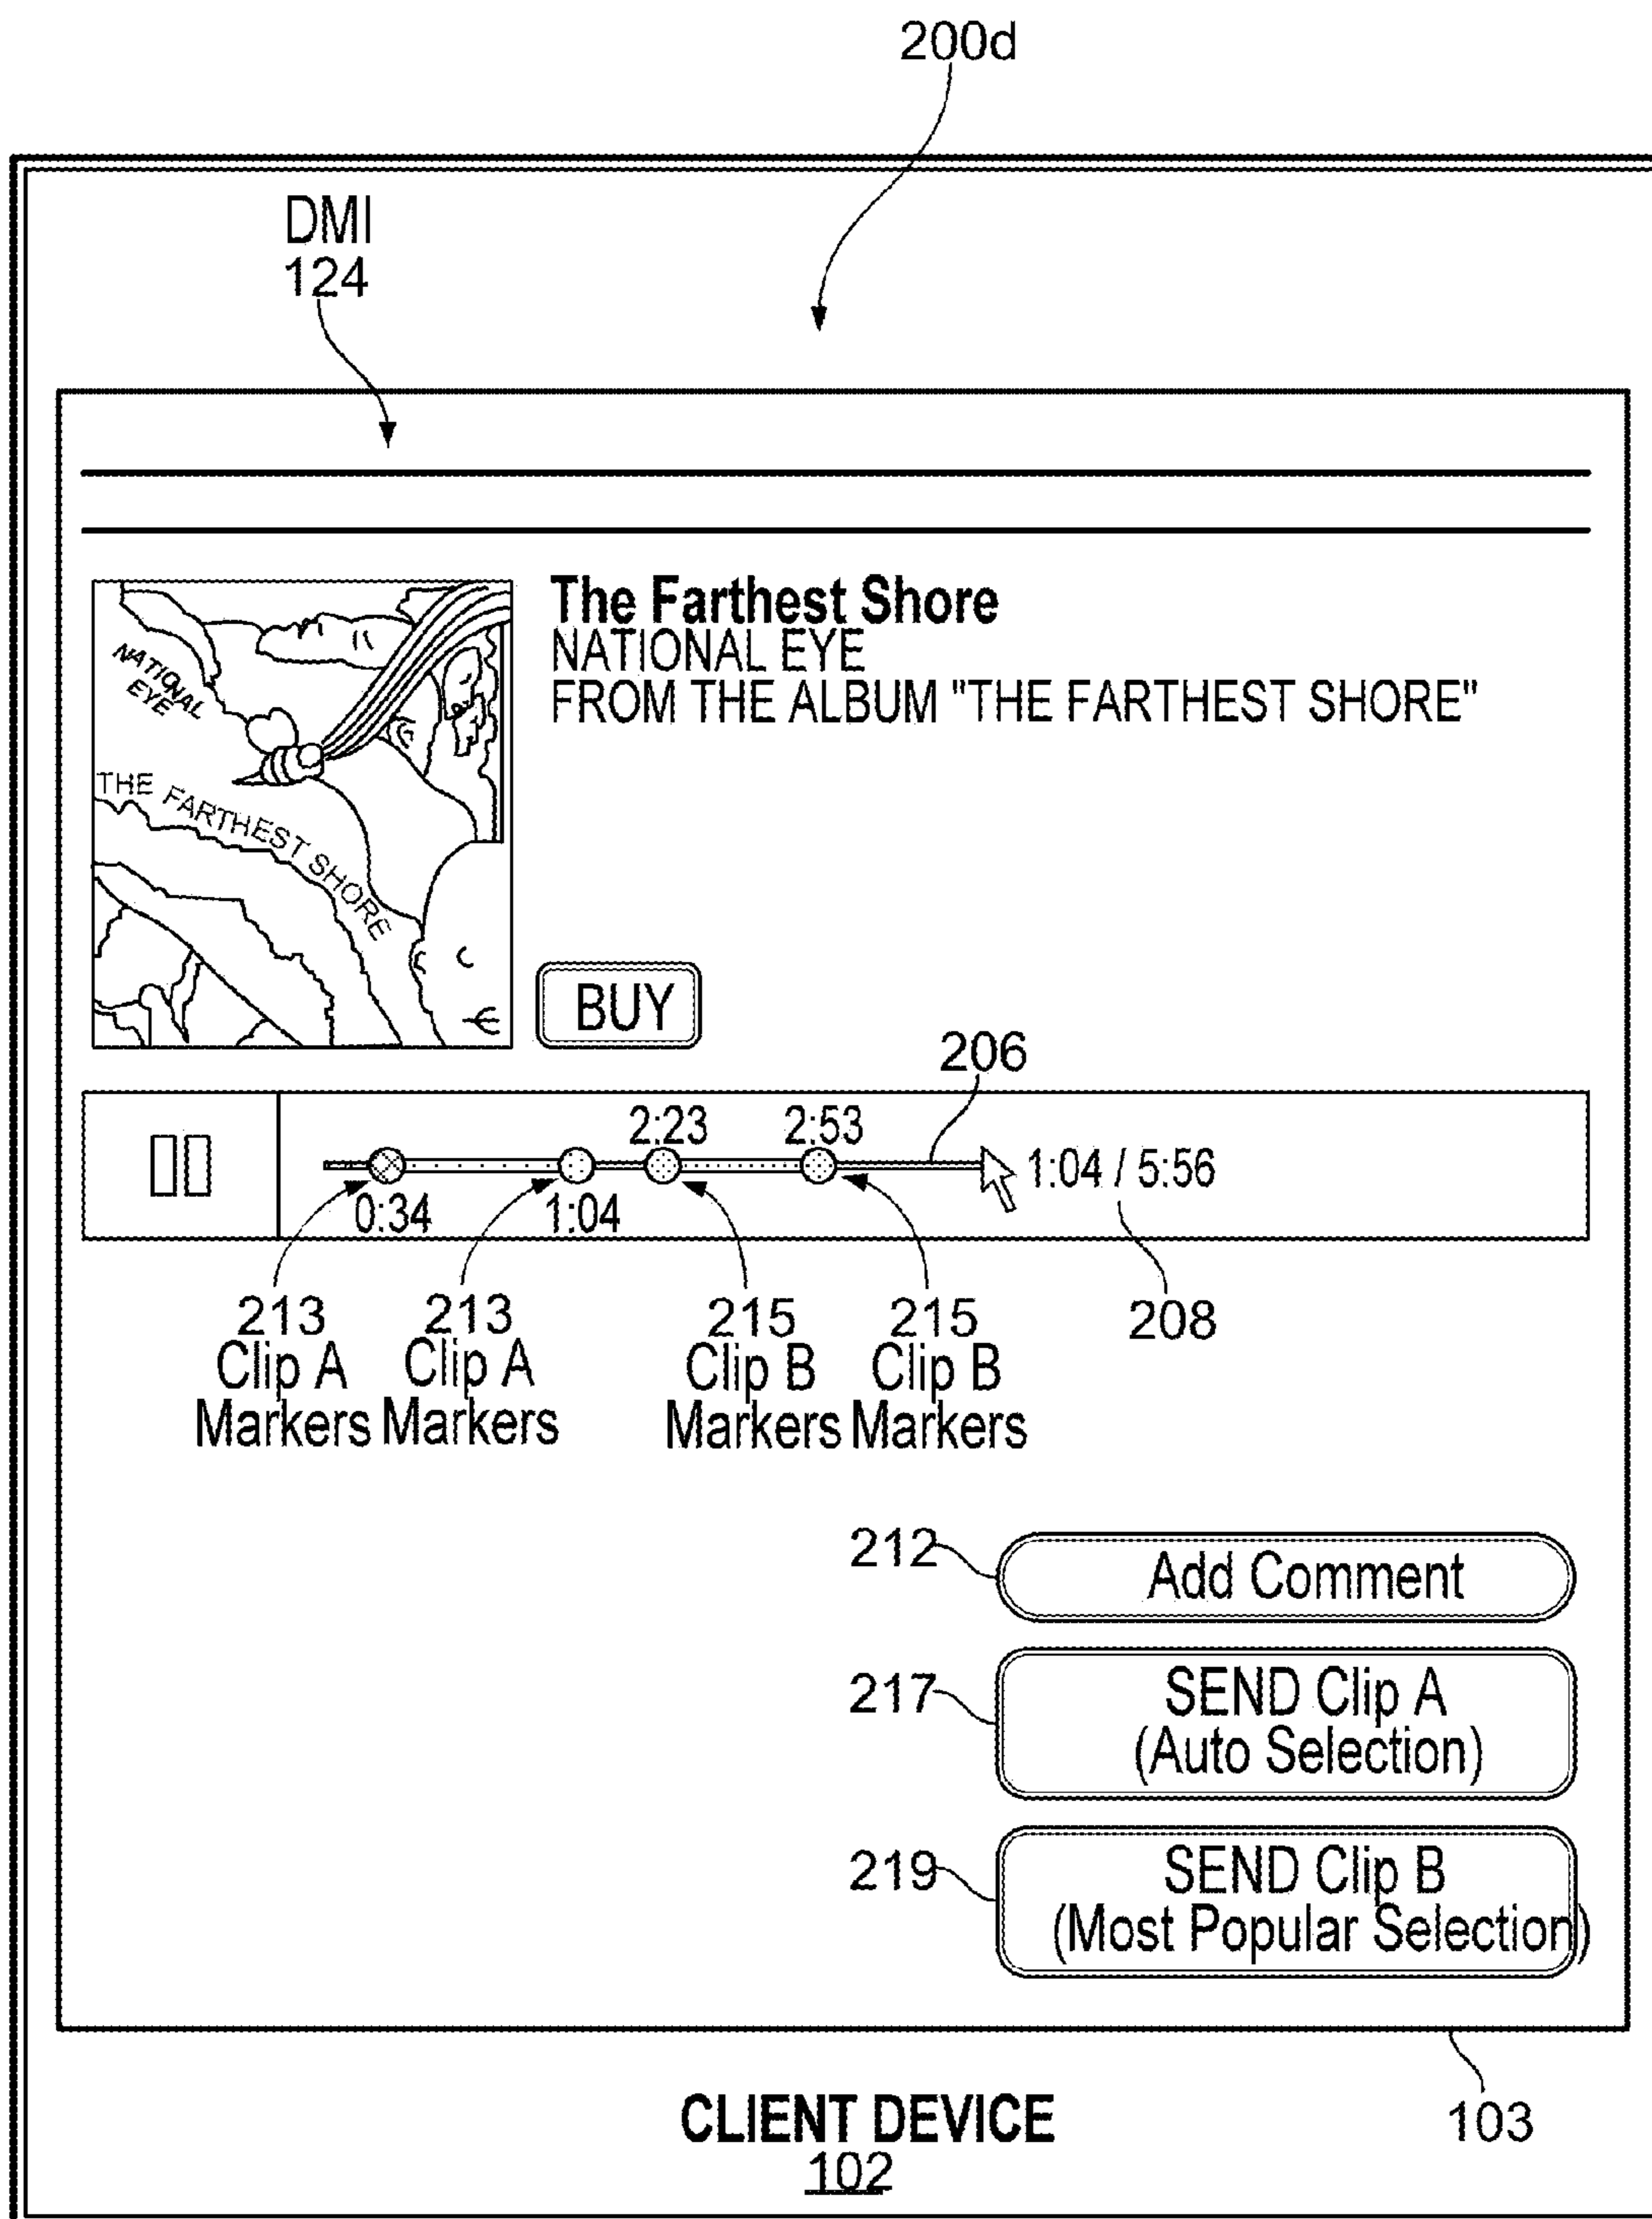 200d
DMI
124
NATIONAL
EYE
THE FARTHEST SHORE
The Farthest Shore
NATIONAL EYE
FROM THE ALBUM "THE FARTHEST SHORE"
BUY
206
2:23 2:53
1:04 / 5:56
0:34 1:04
213 213 215 215 208
Clip A Clip A Clip B Clip B
Markers Markers Markers Markers
212 Add Comment
217 SEND Clip A
(Auto Selection)
219 SEND Clip B
(Most Popular Selection)
103
CLIENT DEVICE
102